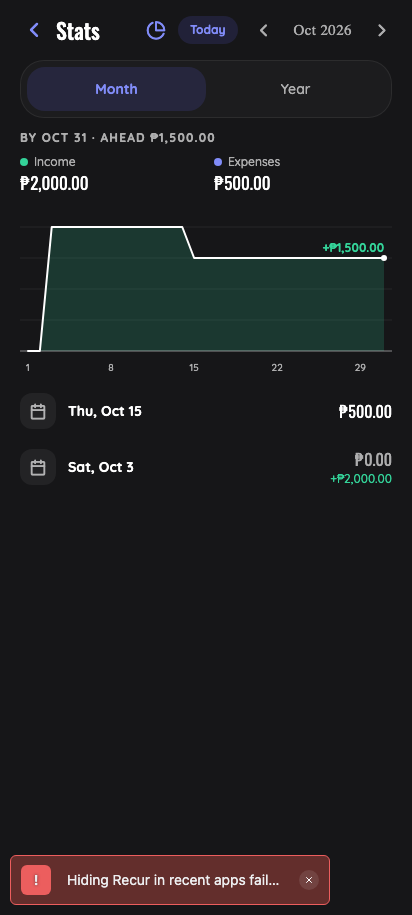 Stats
Today
Oct 2026
Month
Year
BY OCT 31 · AHEAD ₱1,500.00
Income
Expenses
₱2,000.00
₱500.00
+₱1,500.00
1 8 15 22 29
Thu, Oct 15
₱500.00
Sat, Oct 3
₱0.00
+₱2,000.00
! Hiding Recur in recent apps fail...